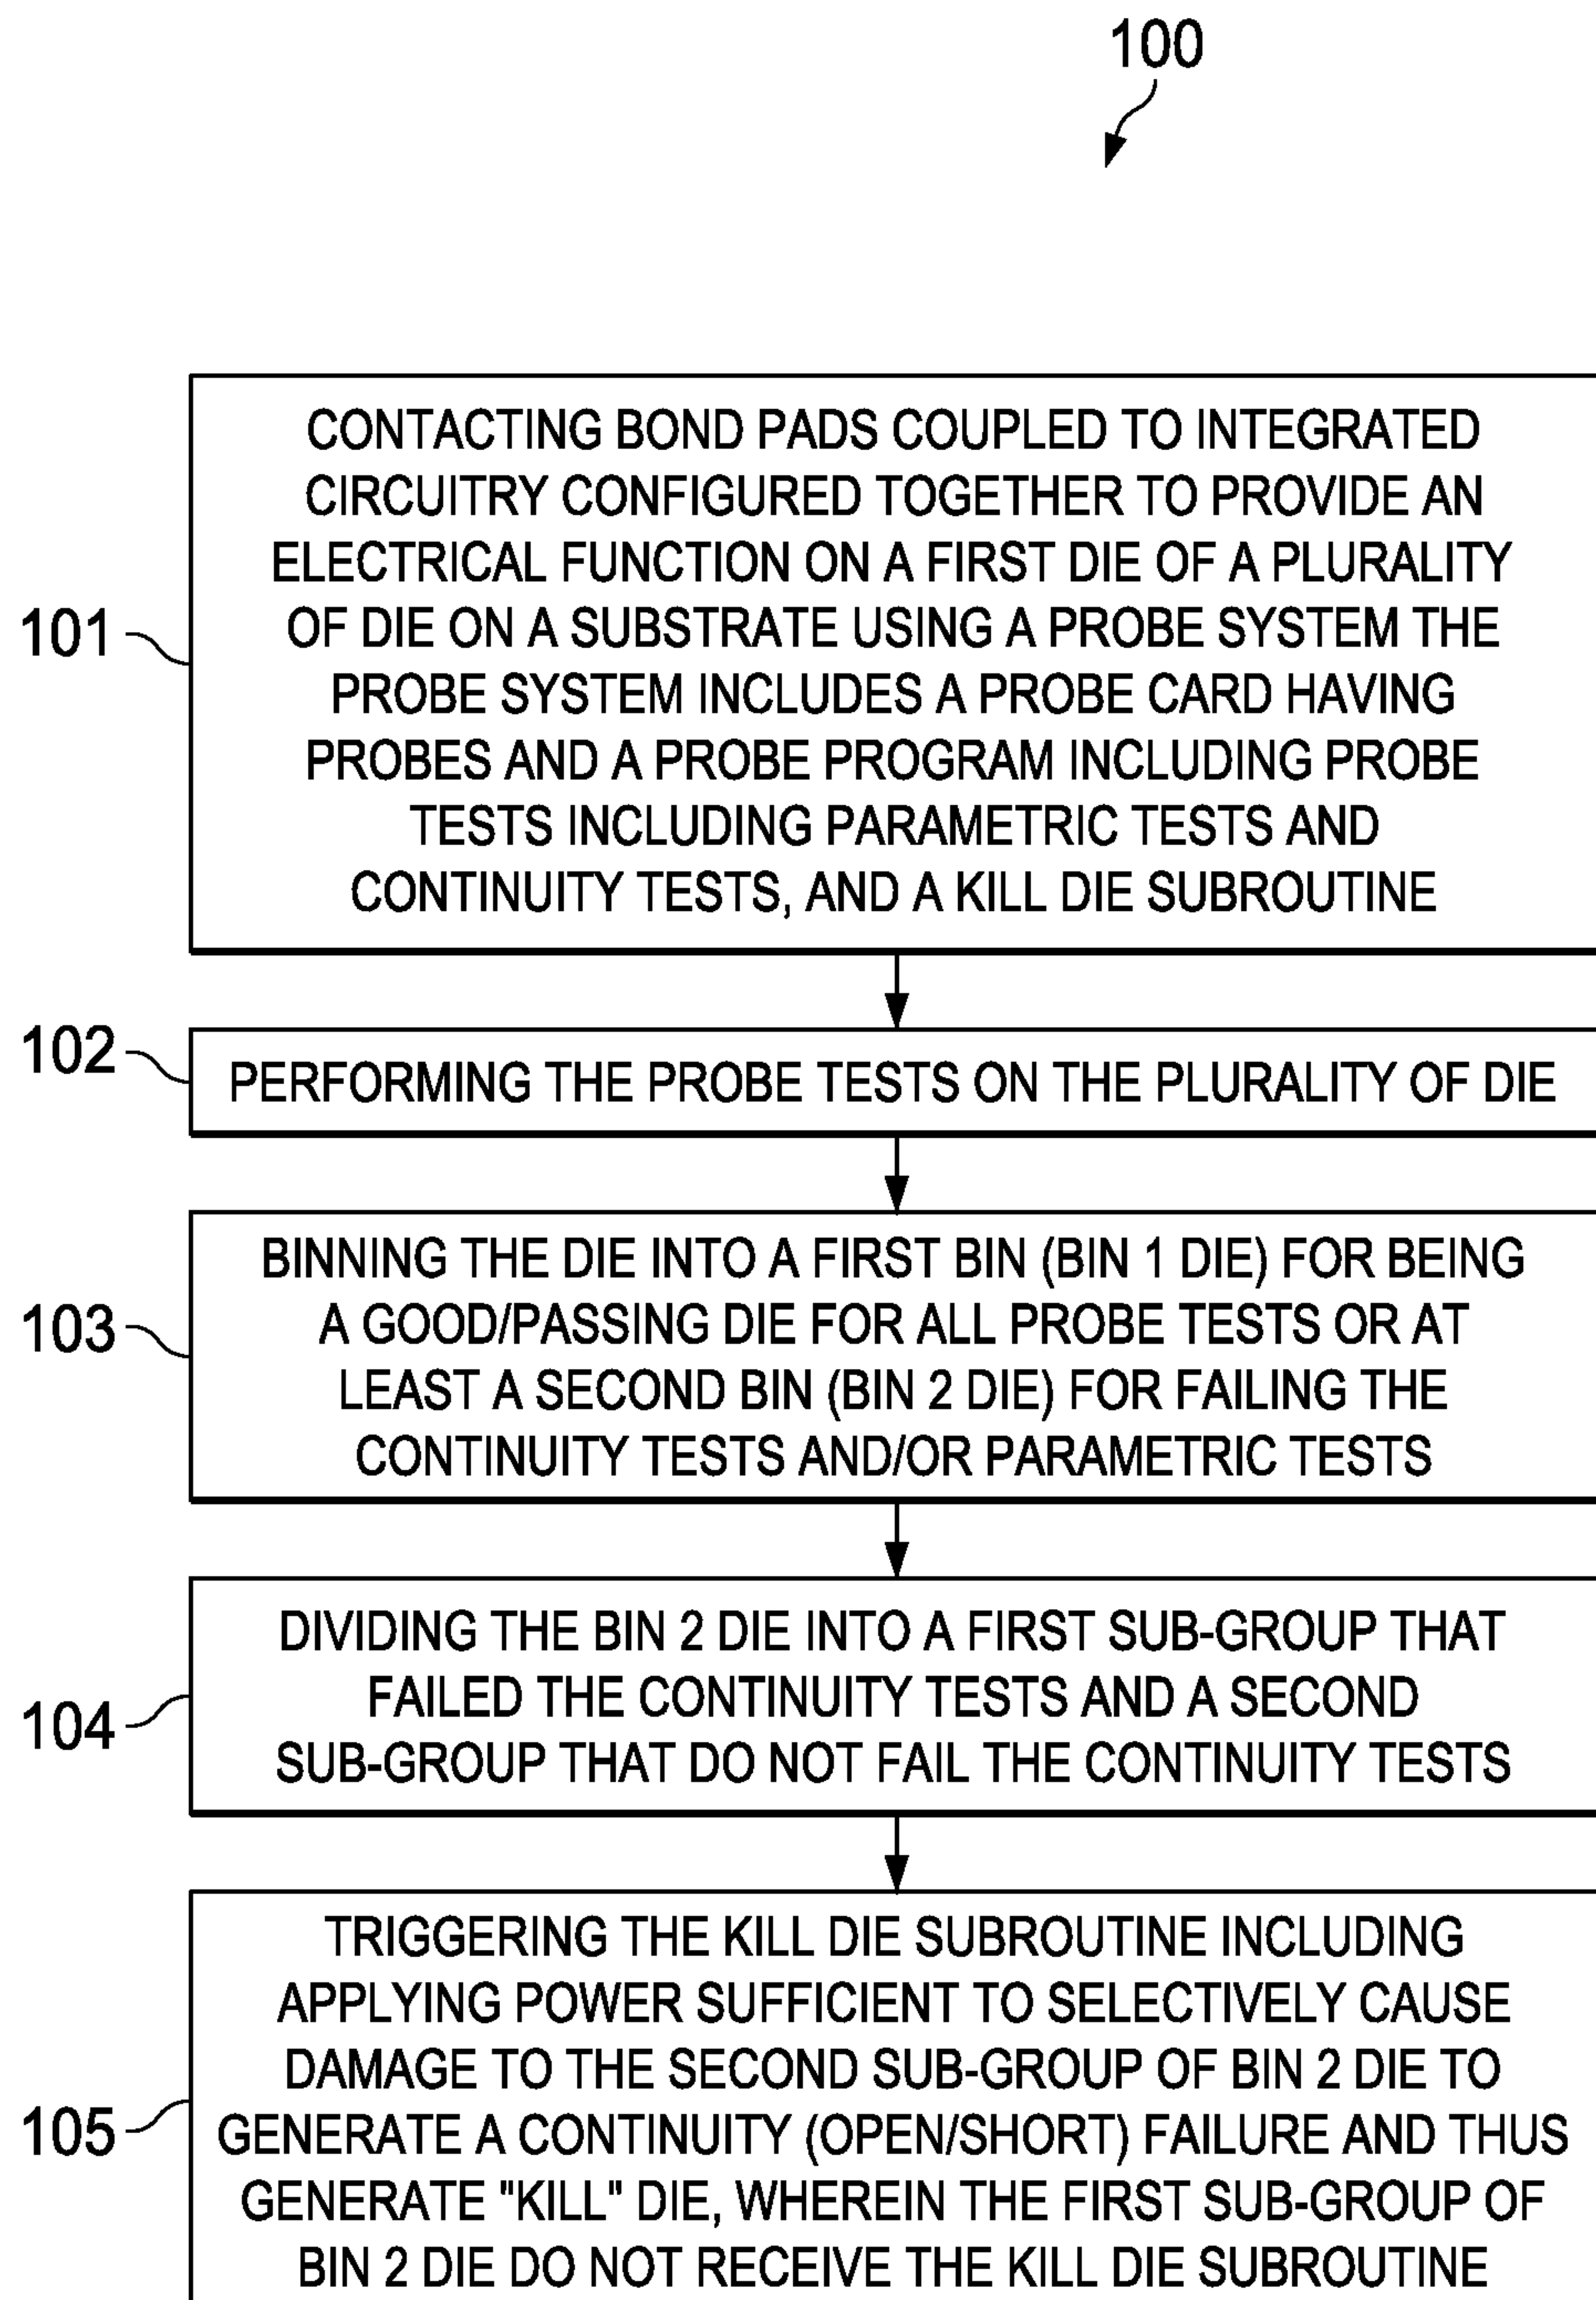 100
CONTACTING BOND PADS COUPLED TO INTEGRATED
CIRCUITRY CONFIGURED TOGETHER TO PROVIDE AN
ELECTRICAL FUNCTION ON A FIRST DIE OF A PLURALITY
OF DIE ON A SUBSTRATE USING A PROBE SYSTEM THE
PROBE SYSTEM INCLUDES A PROBE CARD HAVING
PROBES AND A PROBE PROGRAM INCLUDING PROBE
TESTS INCLUDING PARAMETRIC TESTS AND
CONTINUITY TESTS, AND A KILL DIE SUBROUTINE
101
102
PERFORMING THE PROBE TESTS ON THE PLURALITY OF DIE
BINNING THE DIE INTO A FIRST BIN (BIN 1 DIE) FOR BEING
A GOOD/PASSING DIE FOR ALL PROBE TESTS OR AT
LEAST A SECOND BIN (BIN 2 DIE) FOR FAILING THE
CONTINUITY TESTS AND/OR PARAMETRIC TESTS
103
DIVIDING THE BIN 2 DIE INTO A FIRST SUB-GROUP THAT
FAILED THE CONTINUITY TESTS AND A SECOND
SUB-GROUP THAT DO NOT FAIL THE CONTINUITY TESTS
104
TRIGGERING THE KILL DIE SUBROUTINE INCLUDING
APPLYING POWER SUFFICIENT TO SELECTIVELY CAUSE
DAMAGE TO THE SECOND SUB-GROUP OF BIN 2 DIE TO
GENERATE A CONTINUITY (OPEN/SHORT) FAILURE AND THUS
GENERATE "KILL" DIE, WHEREIN THE FIRST SUB-GROUP OF
BIN 2 DIE DO NOT RECEIVE THE KILL DIE SUBROUTINE
105